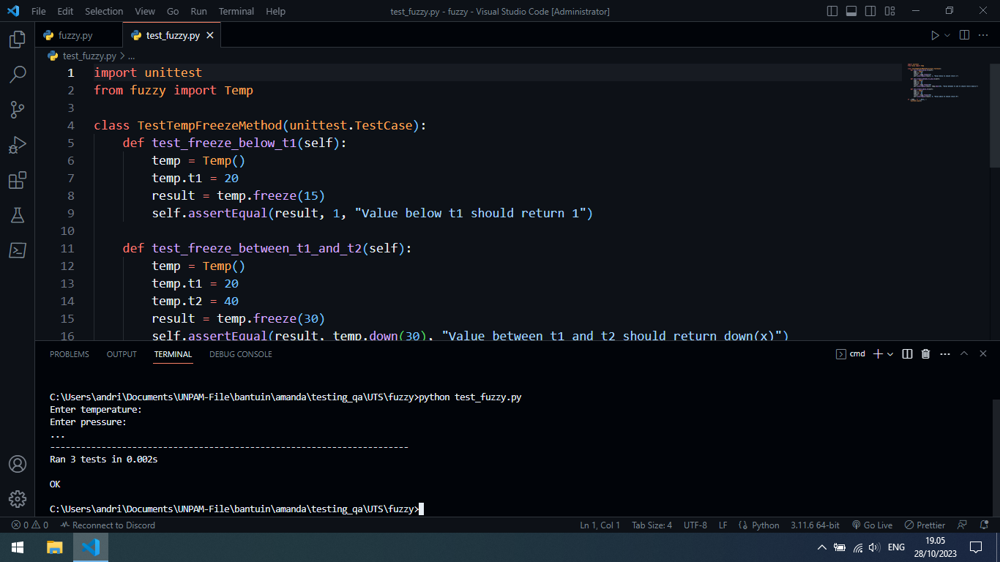 File Edit Selection View Go Run Terminal Help test_fuzzy.py - fuzzy - Visual Studio Code [Administrator]
fuzzy.py test_fuzzy.py
test_fuzzy.py > ...
1 import unittest
2 from fuzzy import Temp
3
4 class TestTempFreezeMethod(unittest.TestCase):
5 def test_freeze_below_t1(self):
6 temp = Temp()
7 temp.t1 = 20
8 result = temp.freeze(15)
9 self.assertEqual(result, 1, "Value below t1 should return 1")
10
11 def test_freeze_between_t1_and_t2(self):
12 temp = Temp()
13 temp.t1 = 20
14 temp.t2 = 40
15 result = temp.freeze(30)
16 self.assertEqual(result, temp.down(30), "Value between t1 and t2 should return down(x)")
PROBLEMS OUTPUT TERMINAL DEBUG CONSOLE cmd
C:\Users\andri\Documents\UNPAM-File\bantuin\amanda\testing_qa\UTS\fuzzy>python test_fuzzy.py
Enter temperature:
Enter pressure:
...
----------------------------------------------------------------------
Ran 3 tests in 0.002s
OK
C:\Users\andri\Documents\UNPAM-File\bantuin\amanda\testing_qa\UTS\fuzzy>
0 0 Reconnect to Discord Ln 1, Col 1 Tab Size: 4 UTF-8 LF Python 3.11.6 64-bit Go Live Prettier
ENG 19.05
28/10/2023